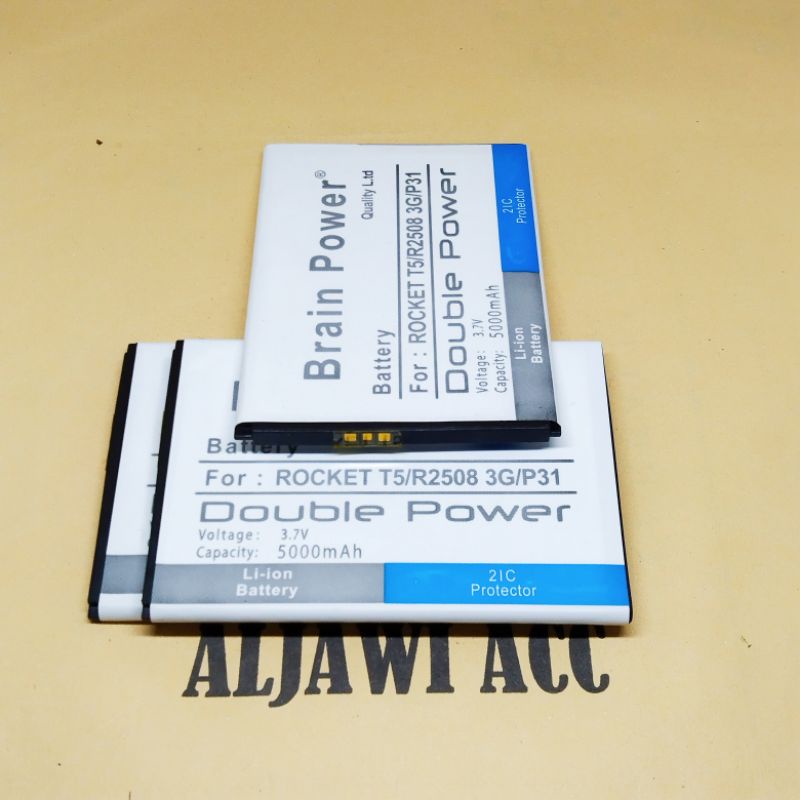 Brain Power®
Quality Ltd
Battery
For : ROCKET T5/R2508 3G/P31
Double Power
Voltage: 3.7V
Capacity: 5000mAh
Li-ion
Battery
2IC
Protector
Battery
For : ROCKET T5/R2508 3G/P31
Double Power
Voltage: 3.7V
Capacity: 5000mAh
Li-ion
Battery
2IC
Protector
ALJAWI ACC